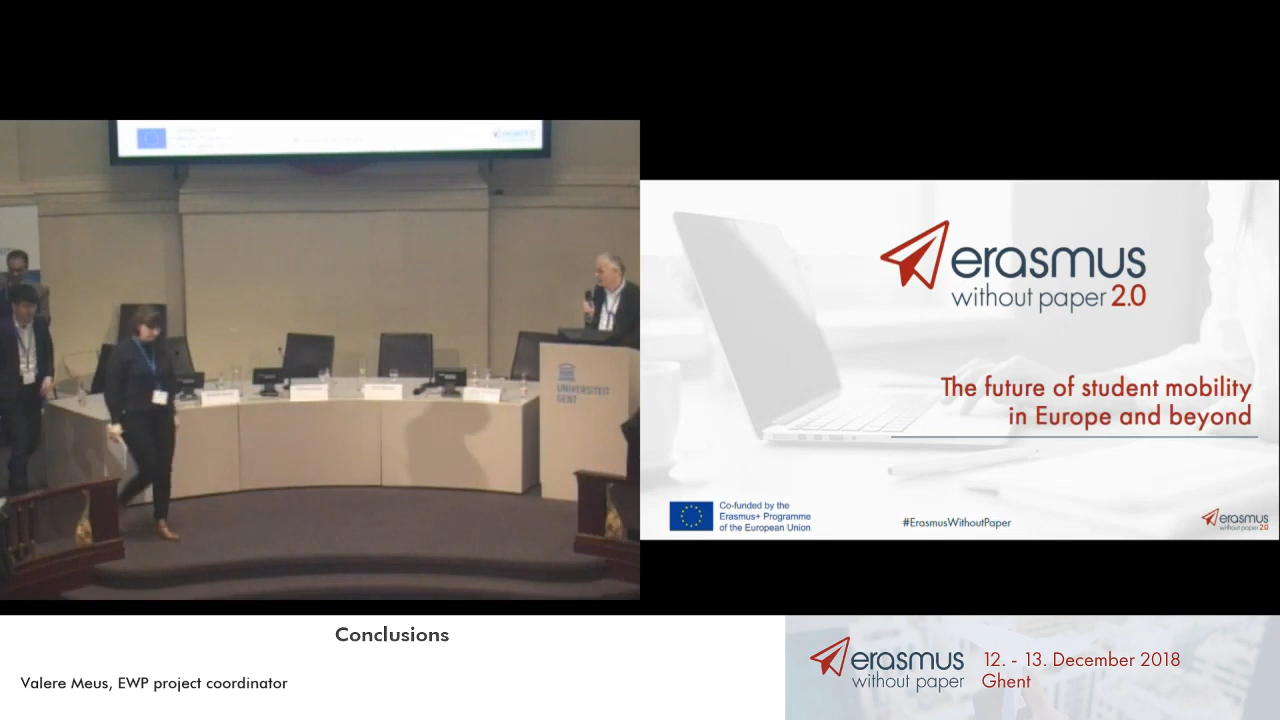 UNIVERSITEIT
GENT
erasmus
without paper 2.0
The future of student mobility
in Europe and beyond
Co-funded by the
Erasmus+ Programme
of the European Union
#ErasmusWithoutPaper
erasmus
without paper 2.0
Conclusions
Valere Meus, EWP project coordinator
erasmus
without paper
12. - 13. December 2018
Ghent